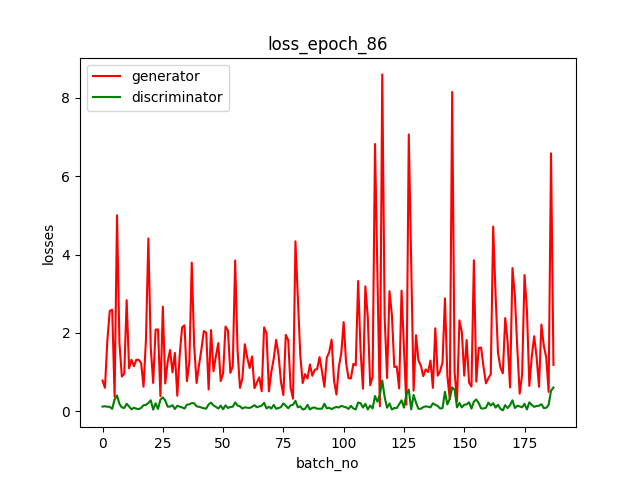 loss_epoch_86
generator
discriminator
8
6
4
2
0
losses
0 25 50 75 100 125 150 175
batch_no